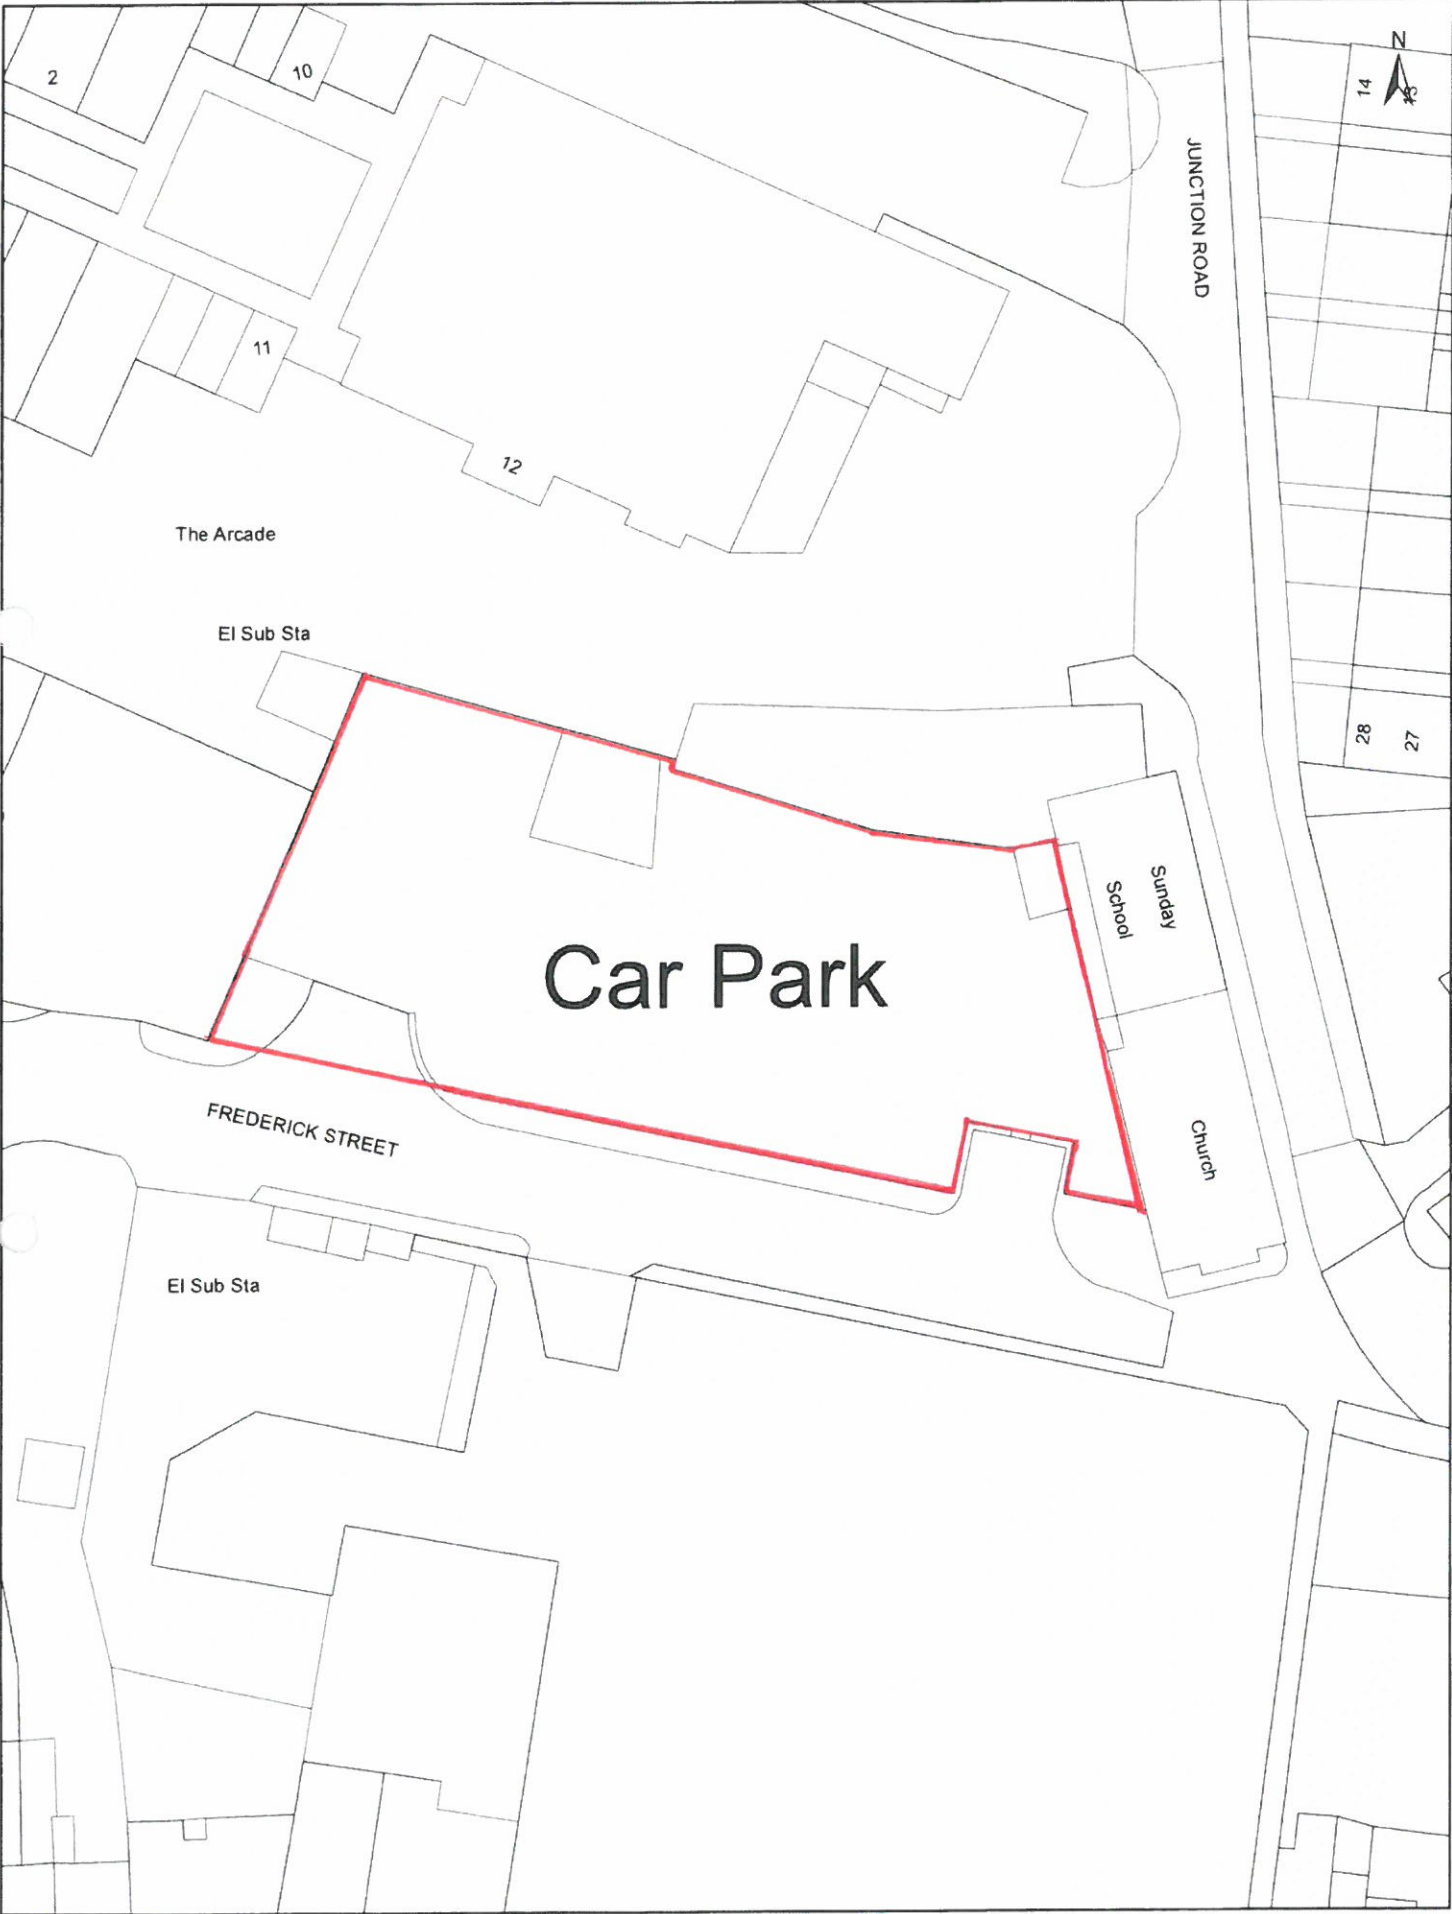 N
2
10
14
13
JUNCTION ROAD
11
12
The Arcade
El Sub Sta
28
27
Sunday
School
Car Park
FREDERICK STREET
Church
El Sub Sta